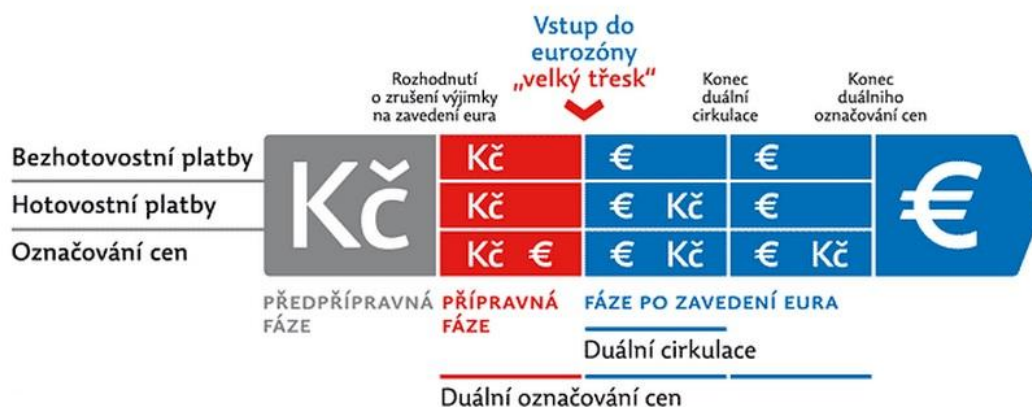 Vstup do
eurozóny
„velký třesk“
Rozhodnutí
o zrušení výjimky
na zavedení eura
Konec
duální
cirkulace
Konec
duálního
označování cen
Bezhotovostní platby
Hotovostní platby
Označování cen
Kč
Kč
€
€
Kč
€ Kč
€
Kč €
€ Kč
€ Kč
€
PŘEDPŘÍPRAVNÁ
FÁZE
PŘÍPRAVNÁ
FÁZE
FÁZE PO ZAVEDENÍ EURA
Duální cirkulace
Duální označování cen